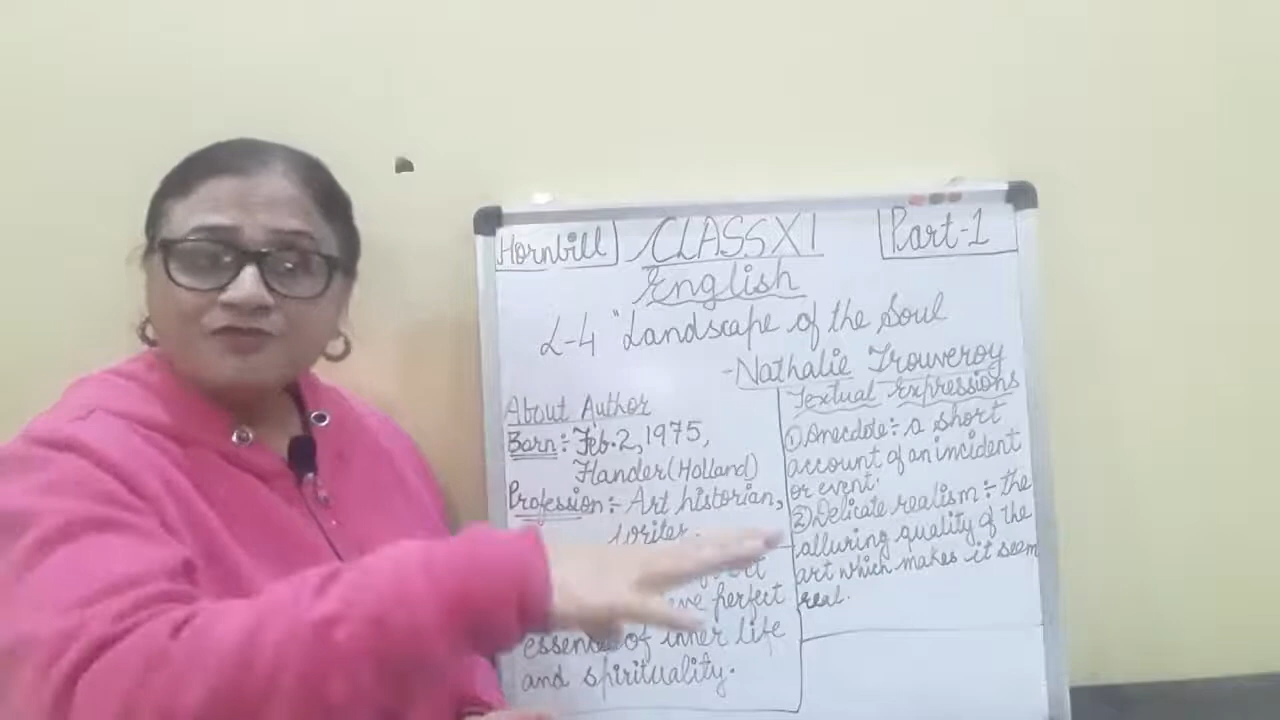 Hornbill
CLASS XI
Part-1
English
L-4 "Landscape of the Soul
-Nathalie Trouveroy
About Author
Born:- Feb. 2, 1975,
Flander (Holland)
Profession:- Art historian,
writer.
perfect
essence of inner life
and spirituality.
Textual Expressions
① Anecdote:- a short
account of an incident
or event.
② Delicate realism:- the
alluring quality of the
art which makes it seem
real.